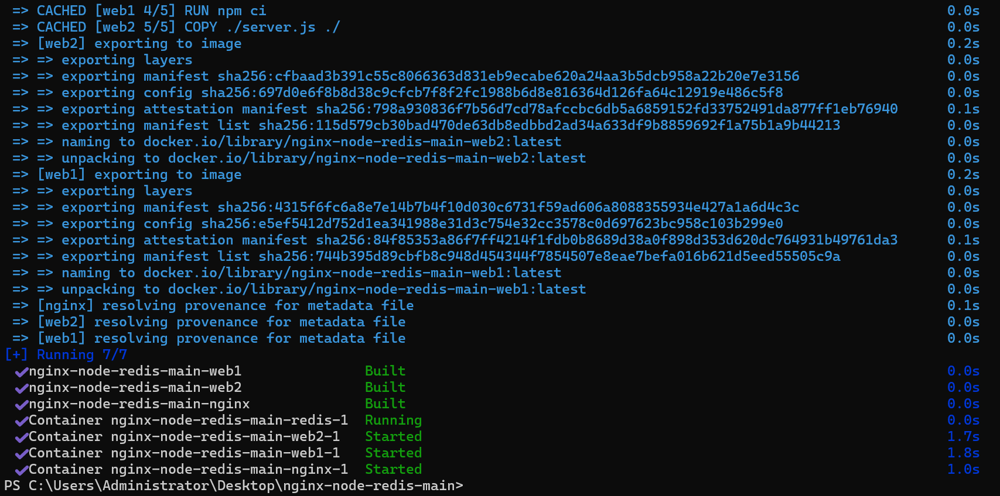 => CACHED [web1 4/5] RUN npm ci 0.0s
=> CACHED [web2 5/5] COPY ./server.js ./ 0.0s
=> [web2] exporting to image 0.2s
=> => exporting layers 0.0s
=> => exporting manifest sha256:cfbaad3b391c55c8066363d831eb9ecabe620a24aa3b5dcb958a22b20e7e3156 0.0s
=> => exporting config sha256:697d0e6f8b8d38c9cfcb7f8f2fc1988b6d8e816364d126fa64c12919e486c5f8 0.0s
=> => exporting attestation manifest sha256:798a930836f7b56d7cd78afccbc6db5a6859152fd33752491da877ff1eb76940 0.1s
=> => exporting manifest list sha256:115d579cb30bad470de63db8edbbd2ad34a633df9b8859692f1a75b1a9b44213 0.0s
=> => naming to docker.io/library/nginx-node-redis-main-web2:latest 0.0s
=> => unpacking to docker.io/library/nginx-node-redis-main-web2:latest 0.0s
=> [web1] exporting to image 0.2s
=> => exporting layers 0.0s
=> => exporting manifest sha256:4315f6fc6a8e7e14b7b4f10d030c6731f59ad606a8088355934e427a1a6d4c3c 0.0s
=> => exporting config sha256:e5ef5412d752d1ea341988e31d3c754e32cc3578c0d697623bc958c103b299e0 0.0s
=> => exporting attestation manifest sha256:84f85353a86f7ff4214f1fdb0b8689d38a0f898d353d620dc764931b49761da3 0.1s
=> => exporting manifest list sha256:744b395d89cbfb8c948d454344f7854507e8eae7befa016b621d5eed55505c9a 0.0s
=> => naming to docker.io/library/nginx-node-redis-main-web1:latest 0.0s
=> => unpacking to docker.io/library/nginx-node-redis-main-web1:latest 0.0s
=> [nginx] resolving provenance for metadata file 0.1s
=> [web2] resolving provenance for metadata file 0.0s
=> [web1] resolving provenance for metadata file 0.0s
[+] Running 7/7
✔nginx-node-redis-main-web1 Built 0.0s
✔nginx-node-redis-main-web2 Built 0.0s
✔nginx-node-redis-main-nginx Built 0.0s
✔Container nginx-node-redis-main-redis-1 Running 0.0s
✔Container nginx-node-redis-main-web2-1 Started 1.7s
✔Container nginx-node-redis-main-web1-1 Started 1.8s
✔Container nginx-node-redis-main-nginx-1 Started 1.0s
PS C:\Users\Administrator\Desktop\nginx-node-redis-main>